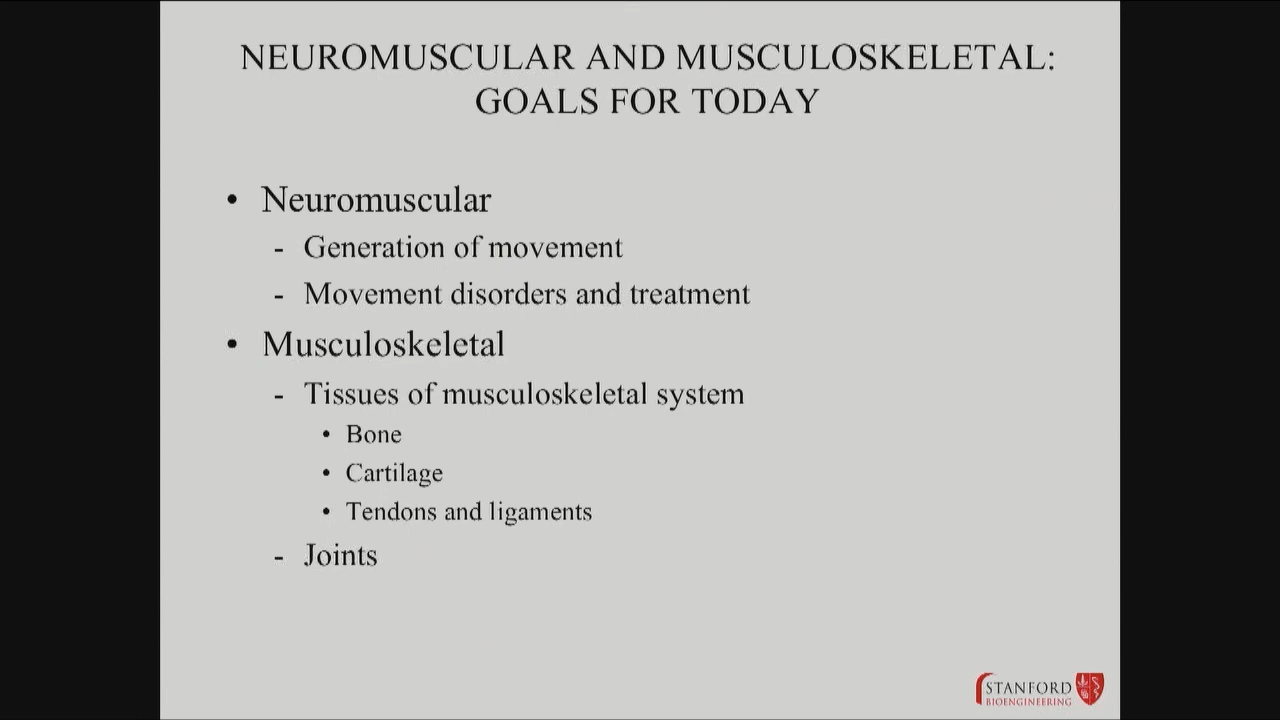 NEUROMUSCULAR AND MUSCULOSKELETAL:
GOALS FOR TODAY
• Neuromuscular
- Generation of movement
- Movement disorders and treatment
• Musculoskeletal
- Tissues of musculoskeletal system
• Bone
• Cartilage
• Tendons and ligaments
- Joints
STANFORD
BIOENGINEERING